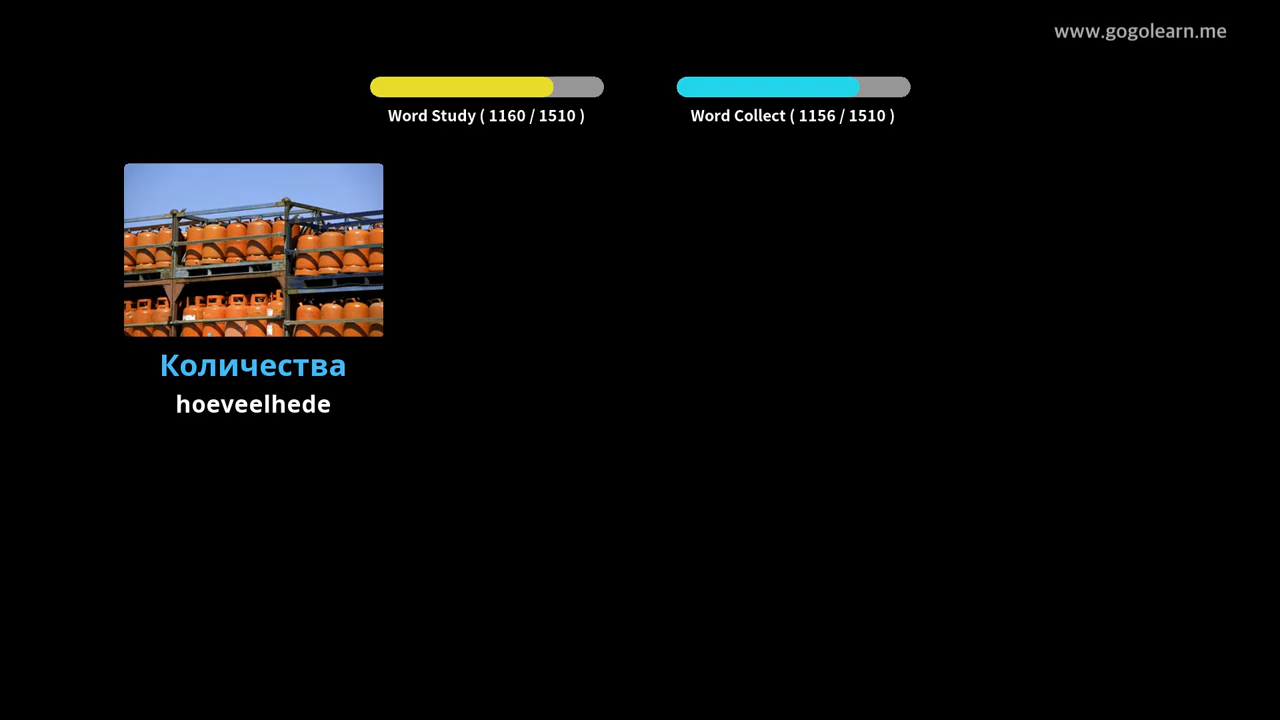 www.gogolearn.me
Word Study ( 1160 / 1510 )
Word Collect ( 1156 / 1510 )
Количества
hoeveelhede